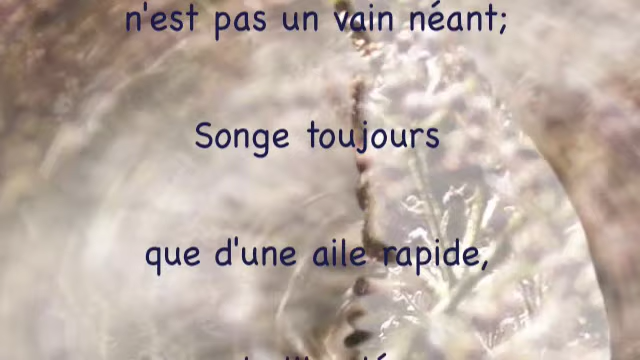 n'est pas un vain néant;
Songe toujours
que d'une aile rapide,